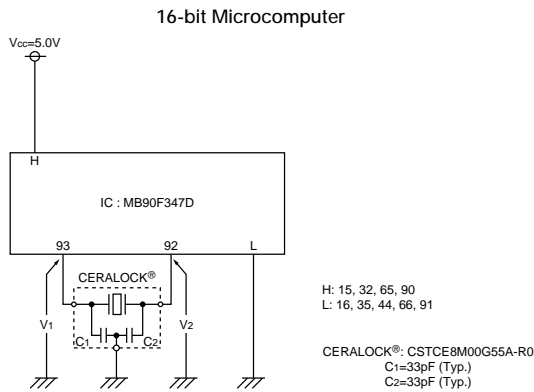 16-bit Microcomputer
Vcc=5.0V
H
IC : MB90F347D
93
92
L
CERALOCK®
V1
C1
C2
V2
H: 15, 32, 65, 90
L: 16, 35, 44, 66, 91
CERALOCK®: CSTCE8M00G55A-R0
C1=33pF (Typ.)
C2=33pF (Typ.)